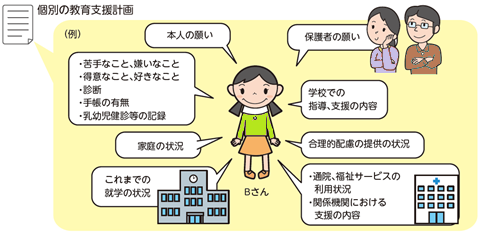 個別の教育支援計画
(例)
本人の願い
保護者の願い
・苦手なこと、嫌いなこと
・得意なこと、好きなこと
・診断
・手帳の有無
・乳幼児健診等の記録
学校での
指導、支援の内容
家庭の状況
合理的配慮の提供の状況
これまでの
就学の状況
Bさん
・通院、福祉サービスの
利用状況
・関係機関における
支援の内容